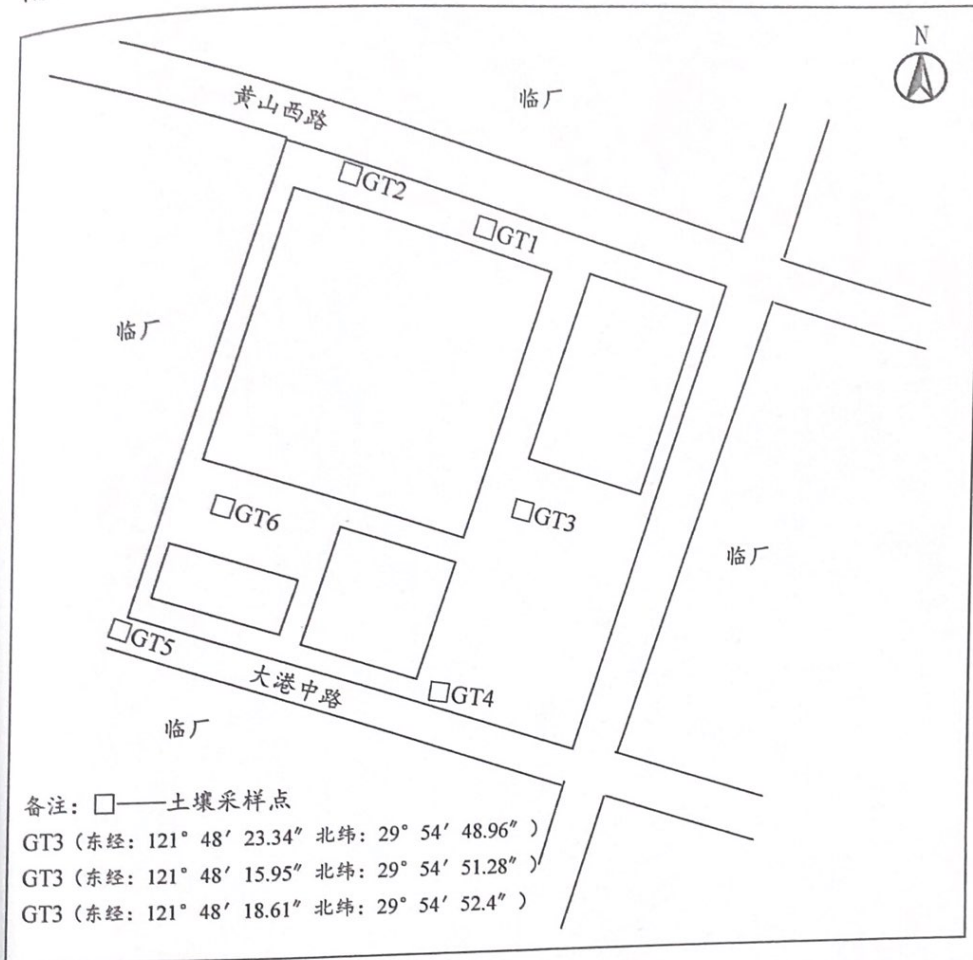 N
临厂
黄山西路
GT2
GT1
临厂
GT6
GT3
临厂
GT5
大港中路
GT4
临厂
备注：□——土壤采样点
GT3（东经：121° 48′ 23.34″ 北纬：29° 54′ 48.96″ ）
GT3（东经：121° 48′ 15.95″ 北纬：29° 54′ 51.28″ ）
GT3（东经：121° 48′ 18.61″ 北纬：29° 54′ 52.4″ ）